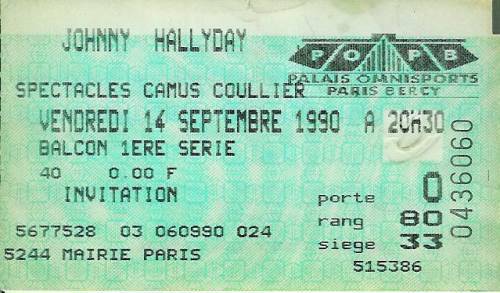 JOHNNY HALLYDAY
POPB
PALAIS OMNISPORTS
PARIS BERCY
SPECTACLES CAMUS COULLIER
VENDREDI 14 SEPTEMBRE 1990 A 20H30
BALCON 1ERE SERIE
40 0.00 F
INVITATION
porte 0
rang 80
siege 33
5677528 03 060990 024
5244 MAIRIE PARIS
515386
0436060